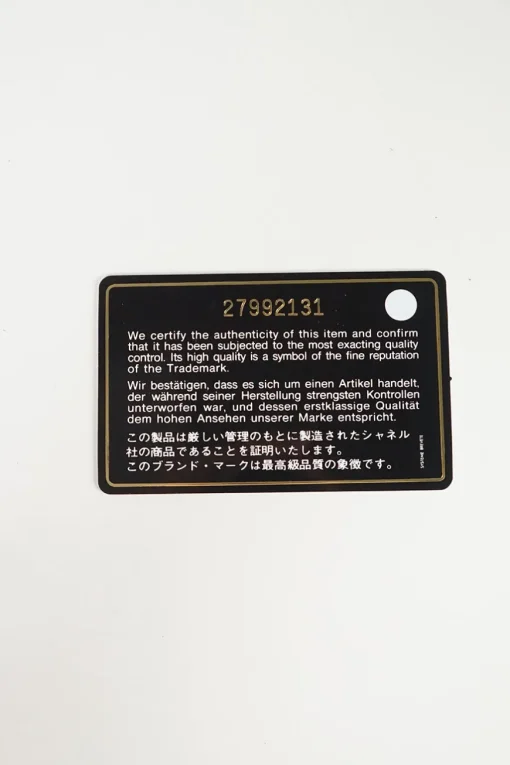 27992131
We certify the authenticity of this item and confirm
that it has been subjected to the most exacting quality
control. Its high quality is a symbol of the fine reputation
of the Trademark.
Wir bestätigen, dass es sich um einen Artikel handelt,
der während seiner Herstellung strengsten Kontrollen
unterworfen war, und dessen erstklassige Qualität
dem hohen Ansehen unserer Marke entspricht.
この製品は厳しい管理のもとに製造されたシャネル
社の商品であることを証明いたします。
このブランド・マークは最高級品質の象徴です。